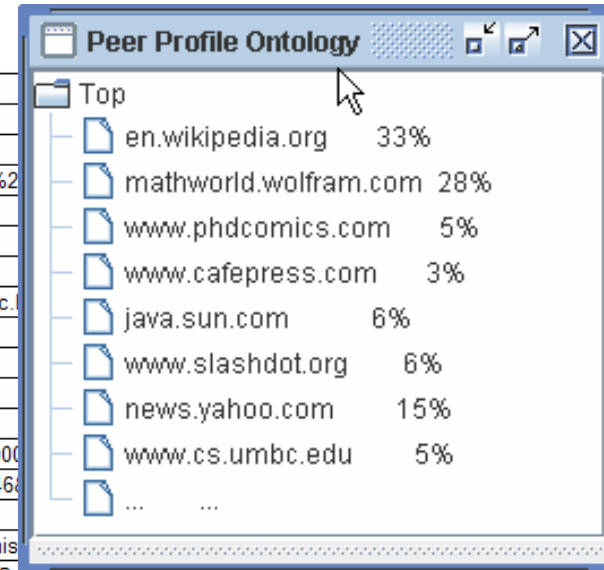 Peer Profile Ontology
Top
en.wikipedia.org 33%
mathworld.wolfram.com 28%
www.phdcomics.com 5%
www.cafepress.com 3%
java.sun.com 6%
www.slashdot.org 6%
news.yahoo.com 15%
www.cs.umbc.edu 5%
... ...